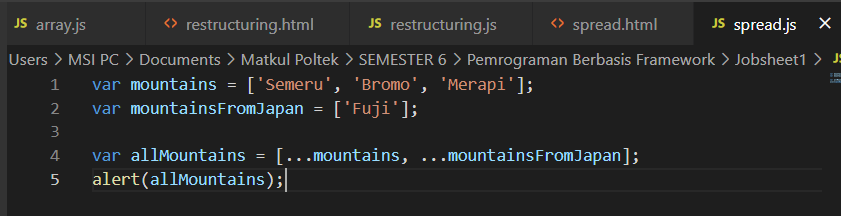 array.js restructuring.html restructuring.js spread.html spread.js
Users > MSI PC > Documents > Matkul Poltek > SEMESTER 6 > Pemrograman Berbasis Framework > Jobsheet1 > JS
1 var mountains = ['Semeru', 'Bromo', 'Merapi'];
2 var mountainsFromJapan = ['Fuji'];
3
4 var allMountains = [...mountains, ...mountainsFromJapan];
5 alert(allMountains);